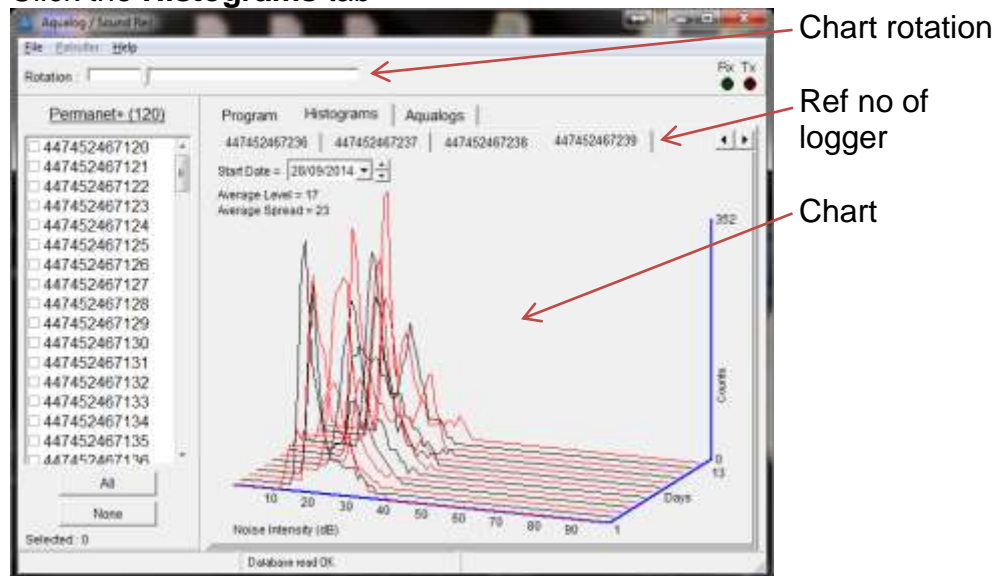 Click the Histograms tab
Aqualog / Sound Rec
File Extruder Help
Rotation :
Rx Tx
Chart rotation
Permanet+ (120)
Program Histograms Aqualogs
447452467236 447452467237 447452467238 447452467239
Ref no of
logger
447452467120
447452467121
447452467122
447452467123
447452467124
447452467125
447452467126
447452467127
447452467128
447452467129
447452467130
447452467131
447452467132
447452467133
447452467134
447452467135
447452467136
All
None
Selected: 0
Start Date = 20/09/2014
Average Level = 17
Average Spread = 23
Chart
352
Counts
0
13
Days
1
10 20 30 40 50 60 70 80 90
Noise Intensity (dB)
Database read OK.